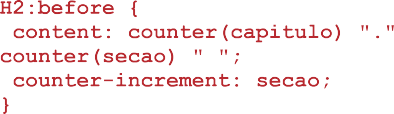 H2:before {
 content: counter(capitulo) "."
counter(secao) " ";
 counter-increment: secao;
}